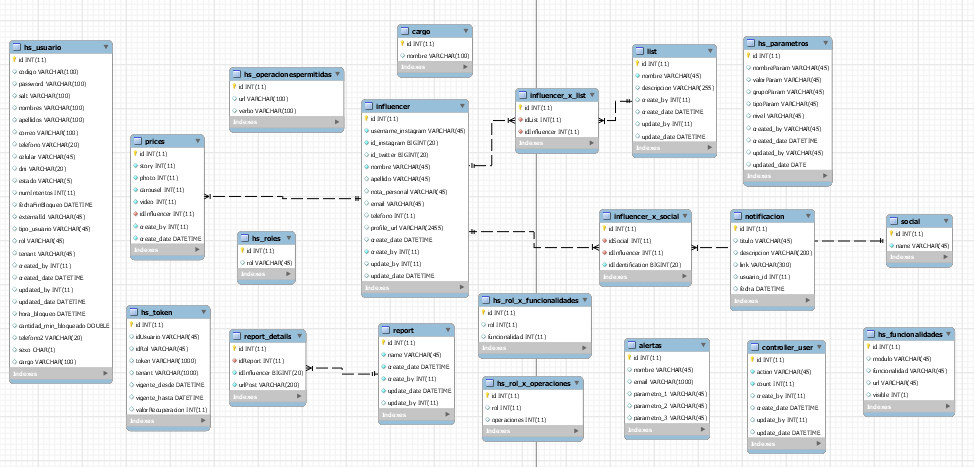 hs_usuario
id INT(11)
codigo VARCHAR(100)
password VARCHAR(100)
salt VARCHAR(100)
nombres VARCHAR(100)
apellidos VARCHAR(100)
correo VARCHAR(100)
telefono VARCHAR(20)
celular VARCHAR(45)
dni VARCHAR(20)
estado VARCHAR(5)
numIntentos INT(11)
fechaFinBloqueo DATETIME
externalId VARCHAR(45)
tipo_usuario VARCHAR(45)
rol VARCHAR(45)
tenant VARCHAR(45)
created_by INT(11)
created_date DATETIME
updated_by INT(11)
updated_date DATETIME
hora_bloqueo DATETIME
cantidad_min_bloqueado DOUBLE
telefono2 VARCHAR(20)
sexo CHAR(1)
cargo VARCHAR(100)
Indexes
prices
id INT(11)
story INT(11)
photo INT(11)
carousel INT(11)
video INT(11)
idinfluencer INT(11)
create_by INT(11)
create_date DATETIME
Indexes
hs_token
id INT(11)
idUsuario VARCHAR(45)
idRol VARCHAR(45)
token VARCHAR(1000)
tenant VARCHAR(1000)
vigente_desde DATETIME
vigente_hasta DATETIME
valorRecuperacion INT(11)
Indexes
hs_operacionespermitidas
id INT(11)
url VARCHAR(100)
verbo VARCHAR(100)
Indexes
hs_roles
id INT(11)
rol VARCHAR(45)
Indexes
report_details
id INT(11)
idReport INT(11)
idinfluencer BIGINT(20)
urlPost VARCHAR(200)
Indexes
cargo
id INT(11)
nombre VARCHAR(100)
Indexes
influencer
id INT(11)
username_instagram VARCHAR(45)
id_instagram BIGINT(20)
id_twitter BIGINT(20)
nombre VARCHAR(45)
apellido VARCHAR(45)
nota_personal VARCHAR(45)
email VARCHAR(45)
telefono INT(11)
profile_url VARCHAR(2455)
create_date DATETIME
create_by INT(11)
update_by INT(11)
update_date DATETIME
Indexes
report
id INT(11)
name VARCHAR(45)
create_date DATETIME
create_by INT(11)
update_date DATETIME
update_by INT(11)
Indexes
influencer_x_list
id INT(11)
idList INT(11)
idinfluencer INT(11)
Indexes
hs_rol_x_funcionalidades
id INT(11)
rol INT(11)
funcionalidad INT(11)
Indexes
hs_rol_x_operaciones
id INT(11)
rol INT(11)
operaciones INT(11)
Indexes
list
id INT(11)
nombre VARCHAR(45)
descripcion VARCHAR(255)
create_by INT(11)
create_date DATETIME
update_by INT(11)
update_date DATETIME
Indexes
influencer_x_social
id INT(11)
idSocial INT(11)
idinfluencer INT(11)
idIdentification BIGINT(20)
Indexes
alertas
id INT(11)
nombre VARCHAR(45)
email VARCHAR(1000)
parametro_1 VARCHAR(45)
parametro_2 VARCHAR(45)
parametro_3 VARCHAR(45)
Indexes
hs_parametros
id INT(11)
nombreParam VARCHAR(45)
valorParam VARCHAR(45)
grupoParam VARCHAR(45)
tipoParam VARCHAR(45)
nivel VARCHAR(45)
created_by VARCHAR(45)
created_date DATETIME
updated_by VARCHAR(45)
updated_date DATE
Indexes
notificacion
id INT(11)
titulo VARCHAR(45)
descripcion VARCHAR(200)
link VARCHAR(300)
usuario_id INT(11)
fecha DATETIME
Indexes
controller_user
id INT(11)
action VARCHAR(45)
count INT(11)
create_by INT(11)
create_date DATETIME
update_by INT(11)
update_date DATETIME
Indexes
social
id INT(11)
name VARCHAR(45)
Indexes
hs_funcionalidades
id INT(11)
modulo VARCHAR(45)
funcionalidad VARCHAR(45)
url VARCHAR(45)
visible INT(1)
Indexes